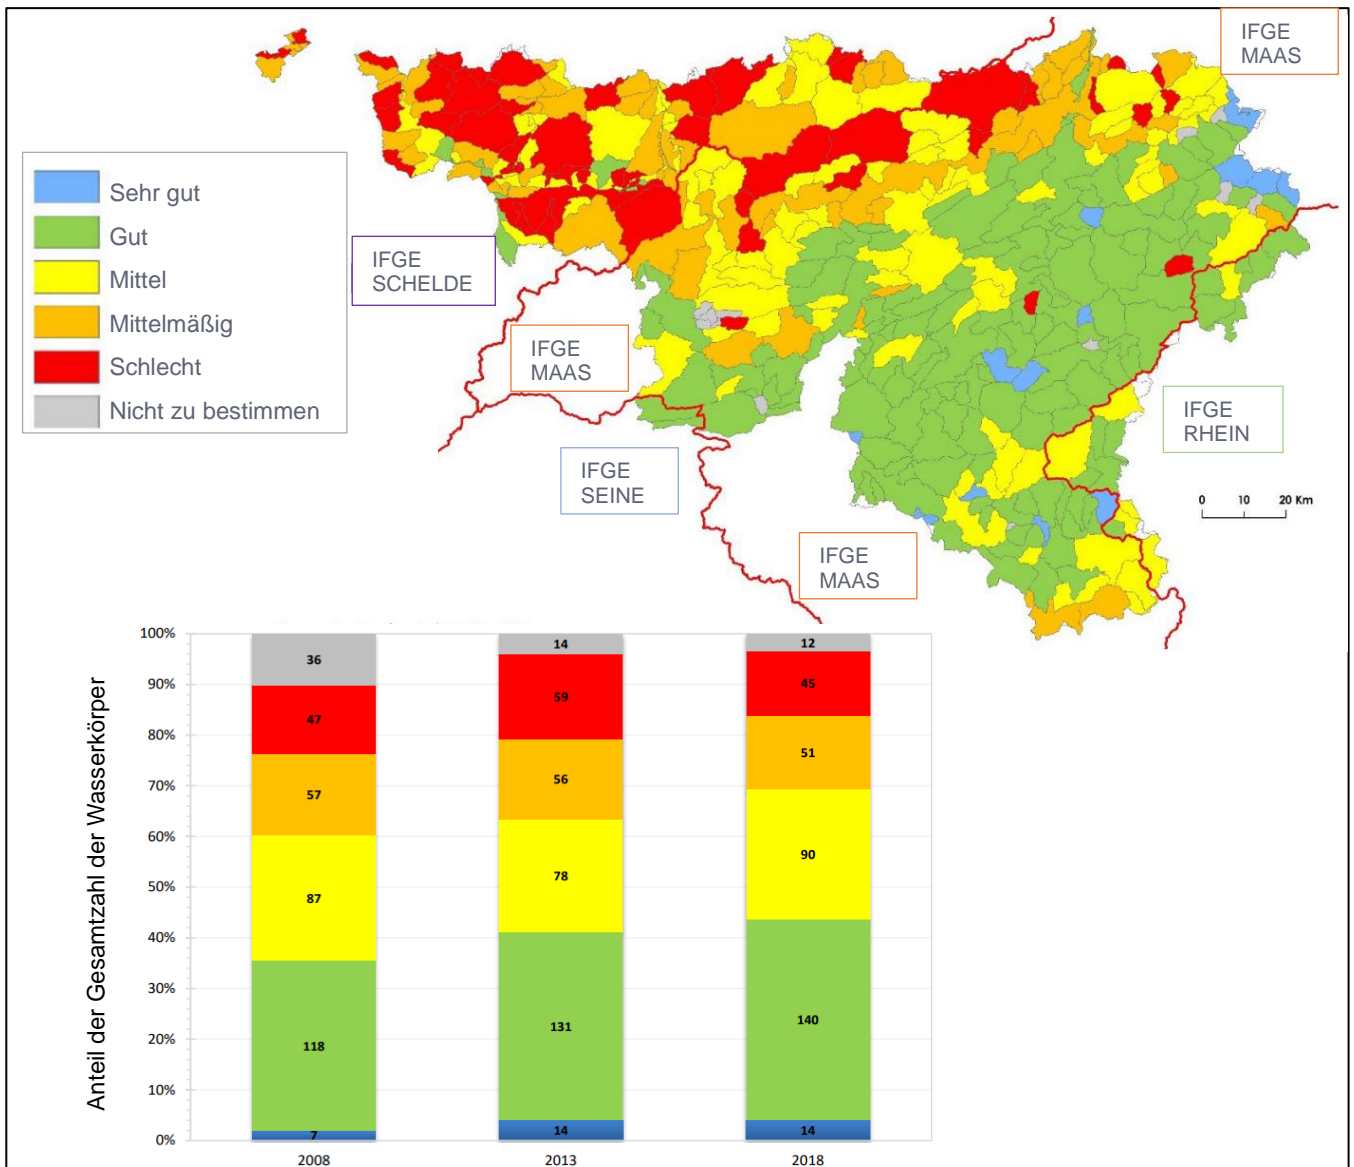 IFGE
MAAS
Sehr gut
Gut
Mittel
Mittelmäßig
Schlecht
Nicht zu bestimmen
IFGE
SCHELDE
IFGE
MAAS
IFGE
SEINE
IFGE
RHEIN
0 10 20 Km
IFGE
MAAS
Anteil der Gesamtzahl der Wasserkörper
100%
90%
80%
70%
60%
50%
40%
30%
20%
10%
0%
36
47
57
87
118
7
14
59
56
78
131
14
12
45
51
90
140
14
2008
2013
2018